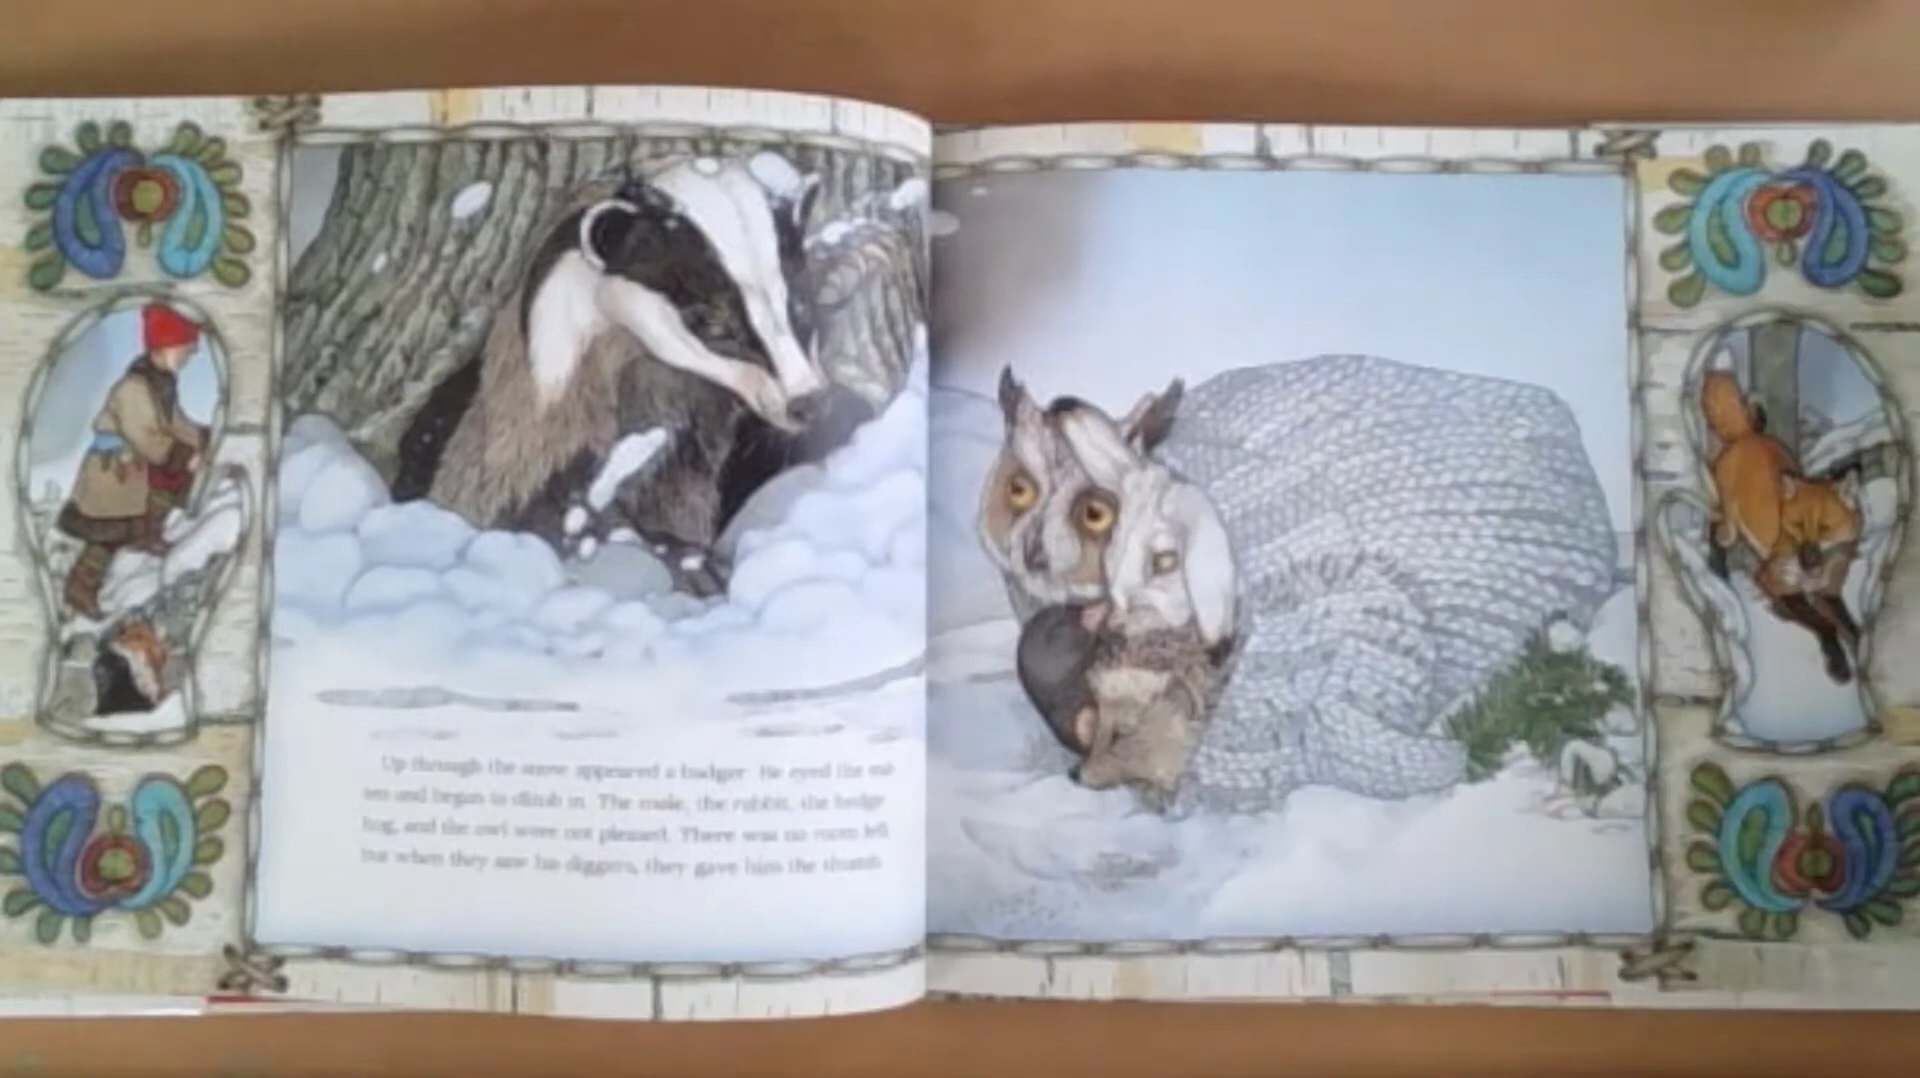 Up through the snow appeared a badger. He eyed the mit-
ten and began to climb in. The mole, the rabbit, the hedge-
hog, and the owl were not pleased. There was no room left
but when they saw his diggers, they gave him the thumb.